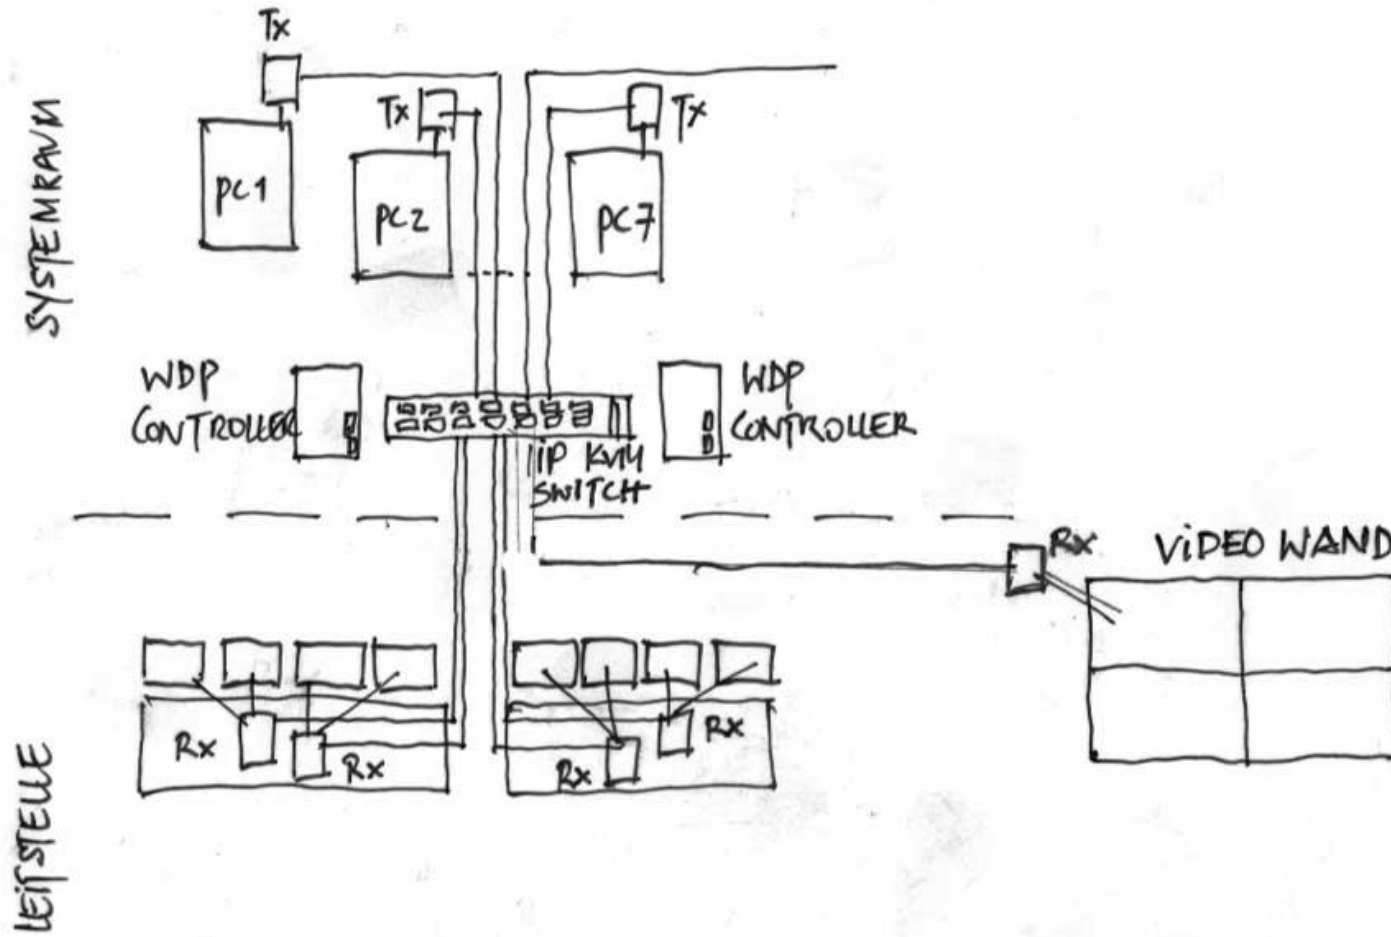 Tx
Tx
Tx
PC1
PC2
PC7
SYSTEMRAUM
WDP
CONTROLLER
WDP
CONTROLLER
IP KVM
SWITCH
Rx
VIDEO WAND
Rx
Rx
Rx
Rx
LEITSTELLE